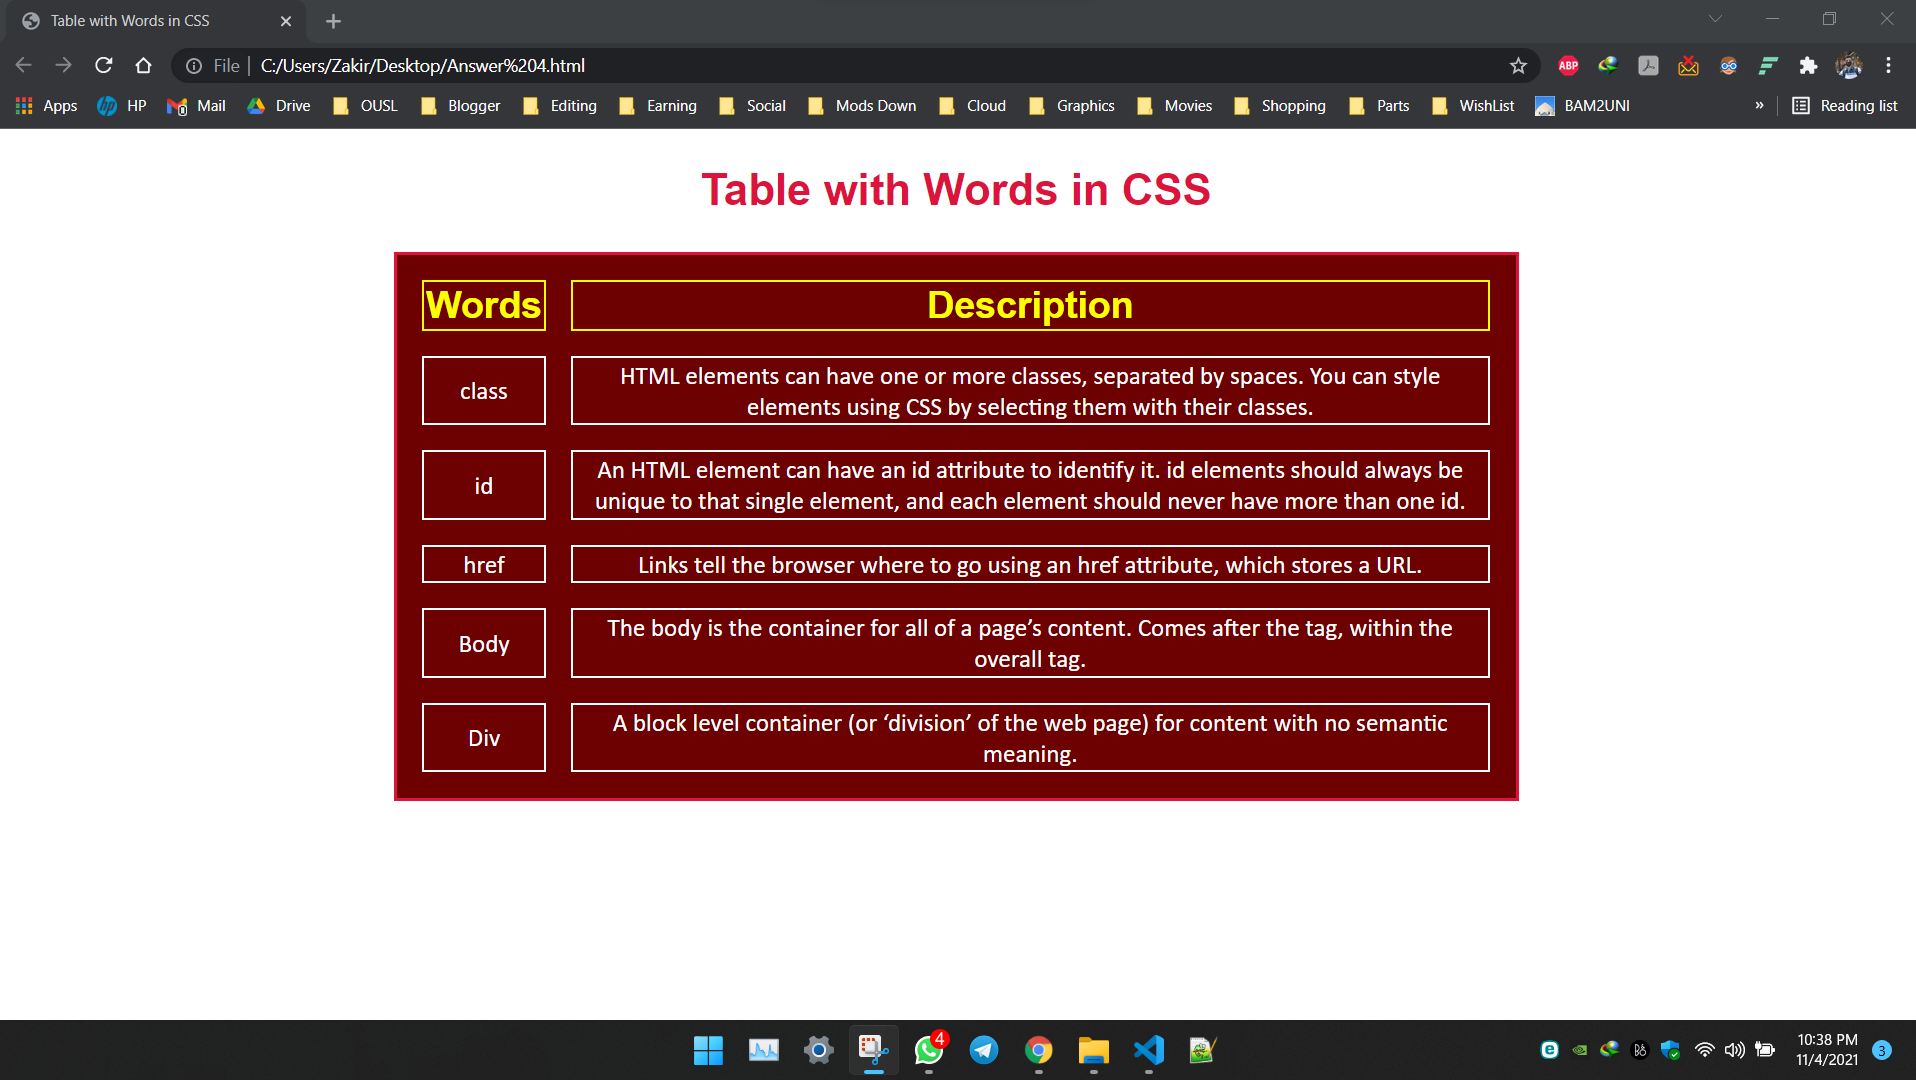 Table with Words in CSS
File | C:/Users/Zakir/Desktop/Answer%204.html
ABP
Apps HP Mail Drive OUSL Blogger Editing Earning Social Mods Down Cloud Graphics Movies Shopping Parts WishList BAM2UNI » Reading list
Table with Words in CSS
Words Description
class HTML elements can have one or more classes, separated by spaces. You can style
elements using CSS by selecting them with their classes.
id An HTML element can have an id attribute to identify it. id elements should always be
unique to that single element, and each element should never have more than one id.
href Links tell the browser where to go using an href attribute, which stores a URL.
Body The body is the container for all of a page’s content. Comes after the tag, within the
overall tag.
Div A block level container (or ‘division’ of the web page) for content with no semantic
meaning.
4
10:38 PM
11/4/2021
3